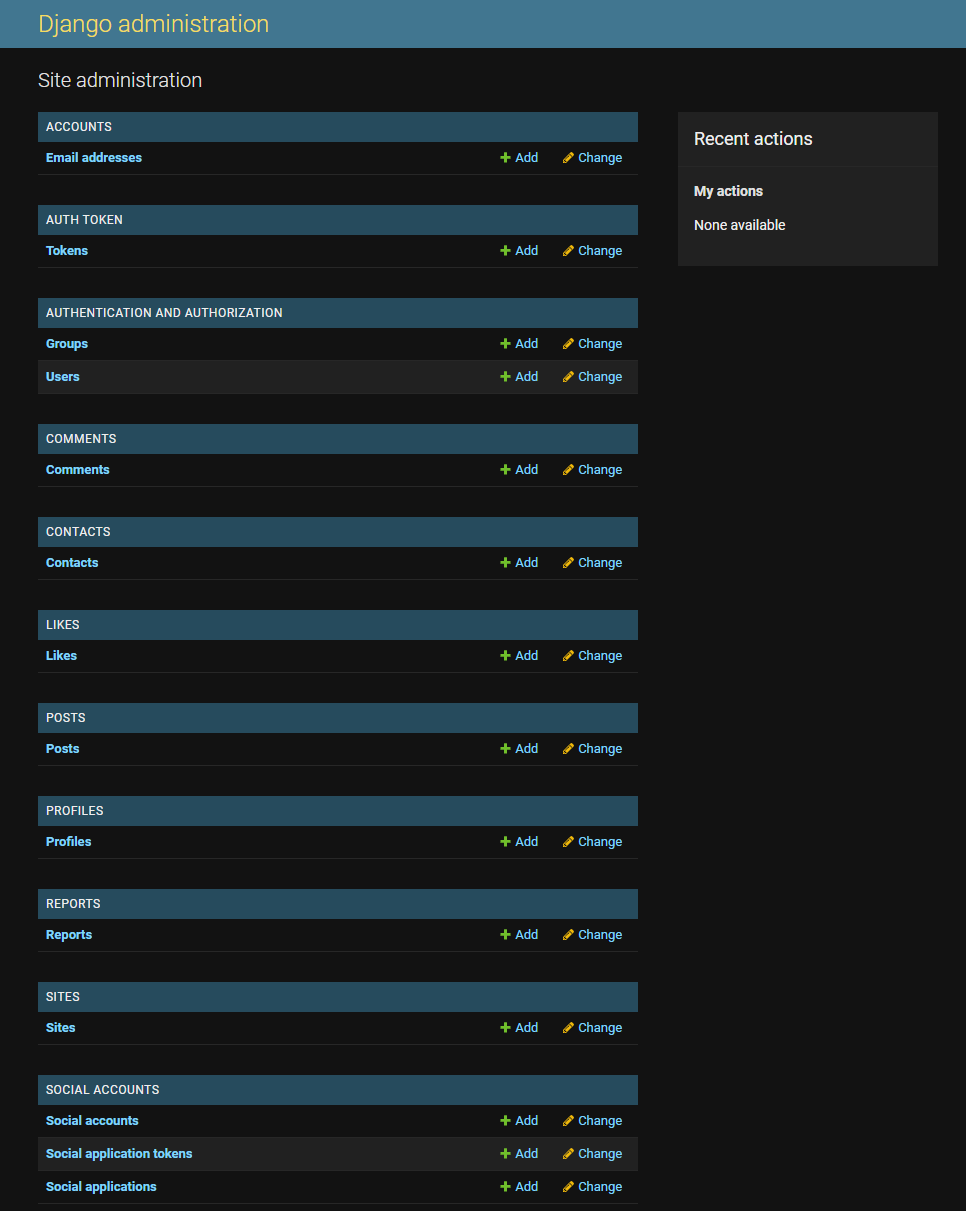 Django administration
Site administration
ACCOUNTS
Email addresses Add Change
AUTH TOKEN
Tokens Add Change
AUTHENTICATION AND AUTHORIZATION
Groups Add Change
Users Add Change
COMMENTS
Comments Add Change
CONTACTS
Contacts Add Change
LIKES
Likes Add Change
POSTS
Posts Add Change
PROFILES
Profiles Add Change
REPORTS
Reports Add Change
SITES
Sites Add Change
SOCIAL ACCOUNTS
Social accounts Add Change
Social application tokens Add Change
Social applications Add Change
Recent actions
My actions
None available